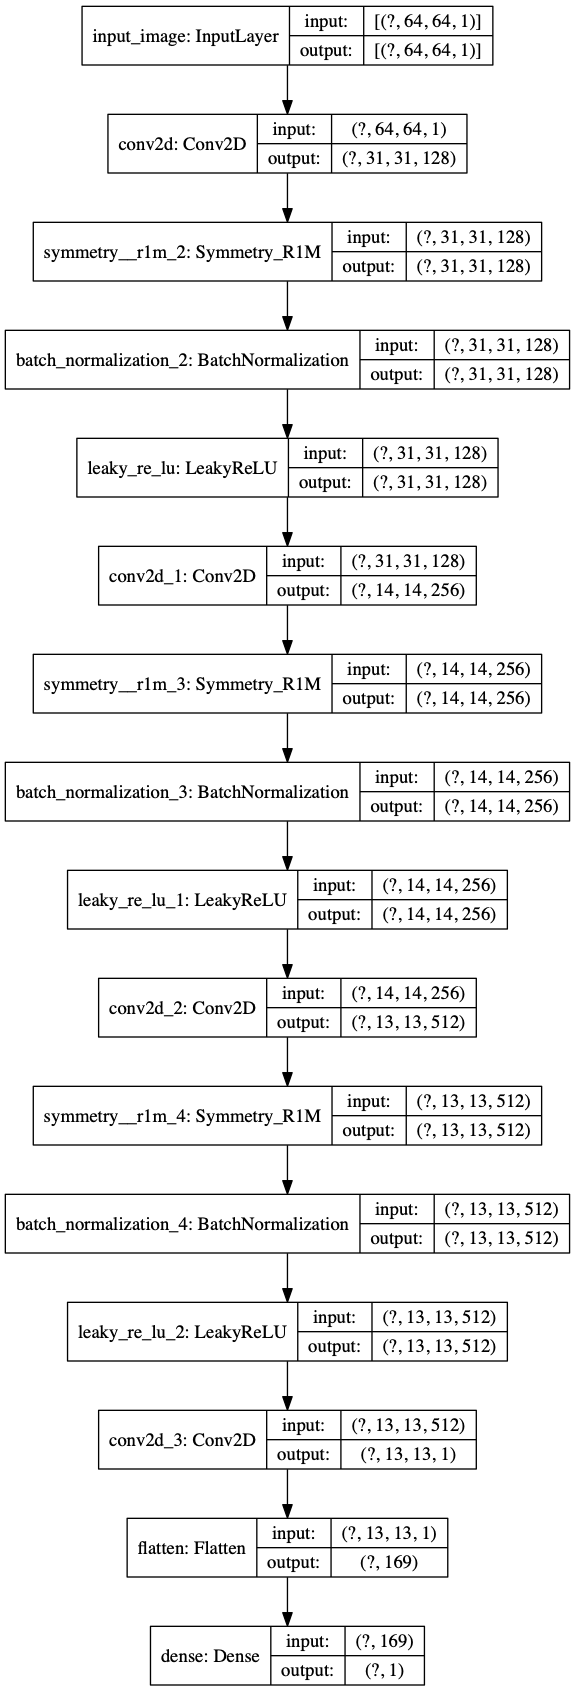 input_image: InputLayer
input: [(?, 64, 64, 1)]
output: [(?, 64, 64, 1)]
conv2d: Conv2D
input: (?, 64, 64, 1)
output: (?, 31, 31, 128)
symmetry__r1m_2: Symmetry_R1M
input: (?, 31, 31, 128)
output: (?, 31, 31, 128)
batch_normalization_2: BatchNormalization
input: (?, 31, 31, 128)
output: (?, 31, 31, 128)
leaky_re_lu: LeakyReLU
input: (?, 31, 31, 128)
output: (?, 31, 31, 128)
conv2d_1: Conv2D
input: (?, 31, 31, 128)
output: (?, 14, 14, 256)
symmetry__r1m_3: Symmetry_R1M
input: (?, 14, 14, 256)
output: (?, 14, 14, 256)
batch_normalization_3: BatchNormalization
input: (?, 14, 14, 256)
output: (?, 14, 14, 256)
leaky_re_lu_1: LeakyReLU
input: (?, 14, 14, 256)
output: (?, 14, 14, 256)
conv2d_2: Conv2D
input: (?, 14, 14, 256)
output: (?, 13, 13, 512)
symmetry__r1m_4: Symmetry_R1M
input: (?, 13, 13, 512)
output: (?, 13, 13, 512)
batch_normalization_4: BatchNormalization
input: (?, 13, 13, 512)
output: (?, 13, 13, 512)
leaky_re_lu_2: LeakyReLU
input: (?, 13, 13, 512)
output: (?, 13, 13, 512)
conv2d_3: Conv2D
input: (?, 13, 13, 512)
output: (?, 13, 13, 1)
flatten: Flatten
input: (?, 13, 13, 1)
output: (?, 169)
dense: Dense
input: (?, 169)
output: (?, 1)